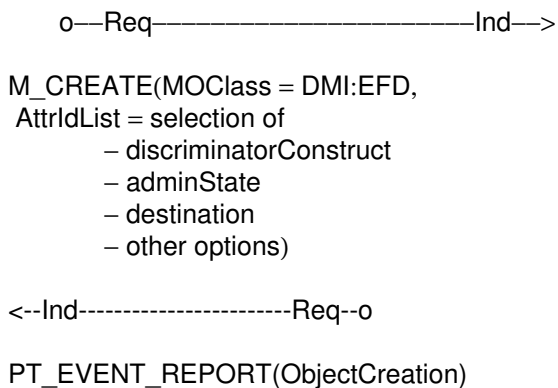 o––Req–––––––––––––––––––––––Ind––>
M_CREATE(MOClass = DMI:EFD,
AttrIdList = selection of
– discriminatorConstruct
– adminState
– destination
– other options)
<--Ind------------------------Req--o
PT_EVENT_REPORT(ObjectCreation)